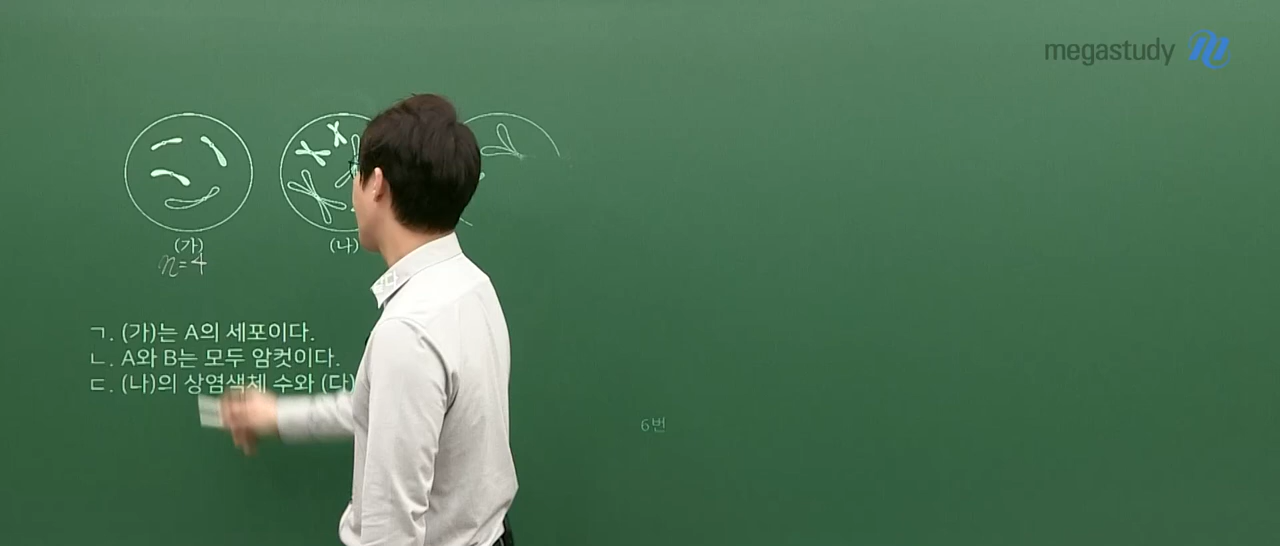 megastudy
(가)
(나)
n=4
ㄱ. (가)는 A의 세포이다.
ㄴ. A와 B는 모두 암컷이다.
ㄷ. (나)의 상염색체 수와 (다)
6번